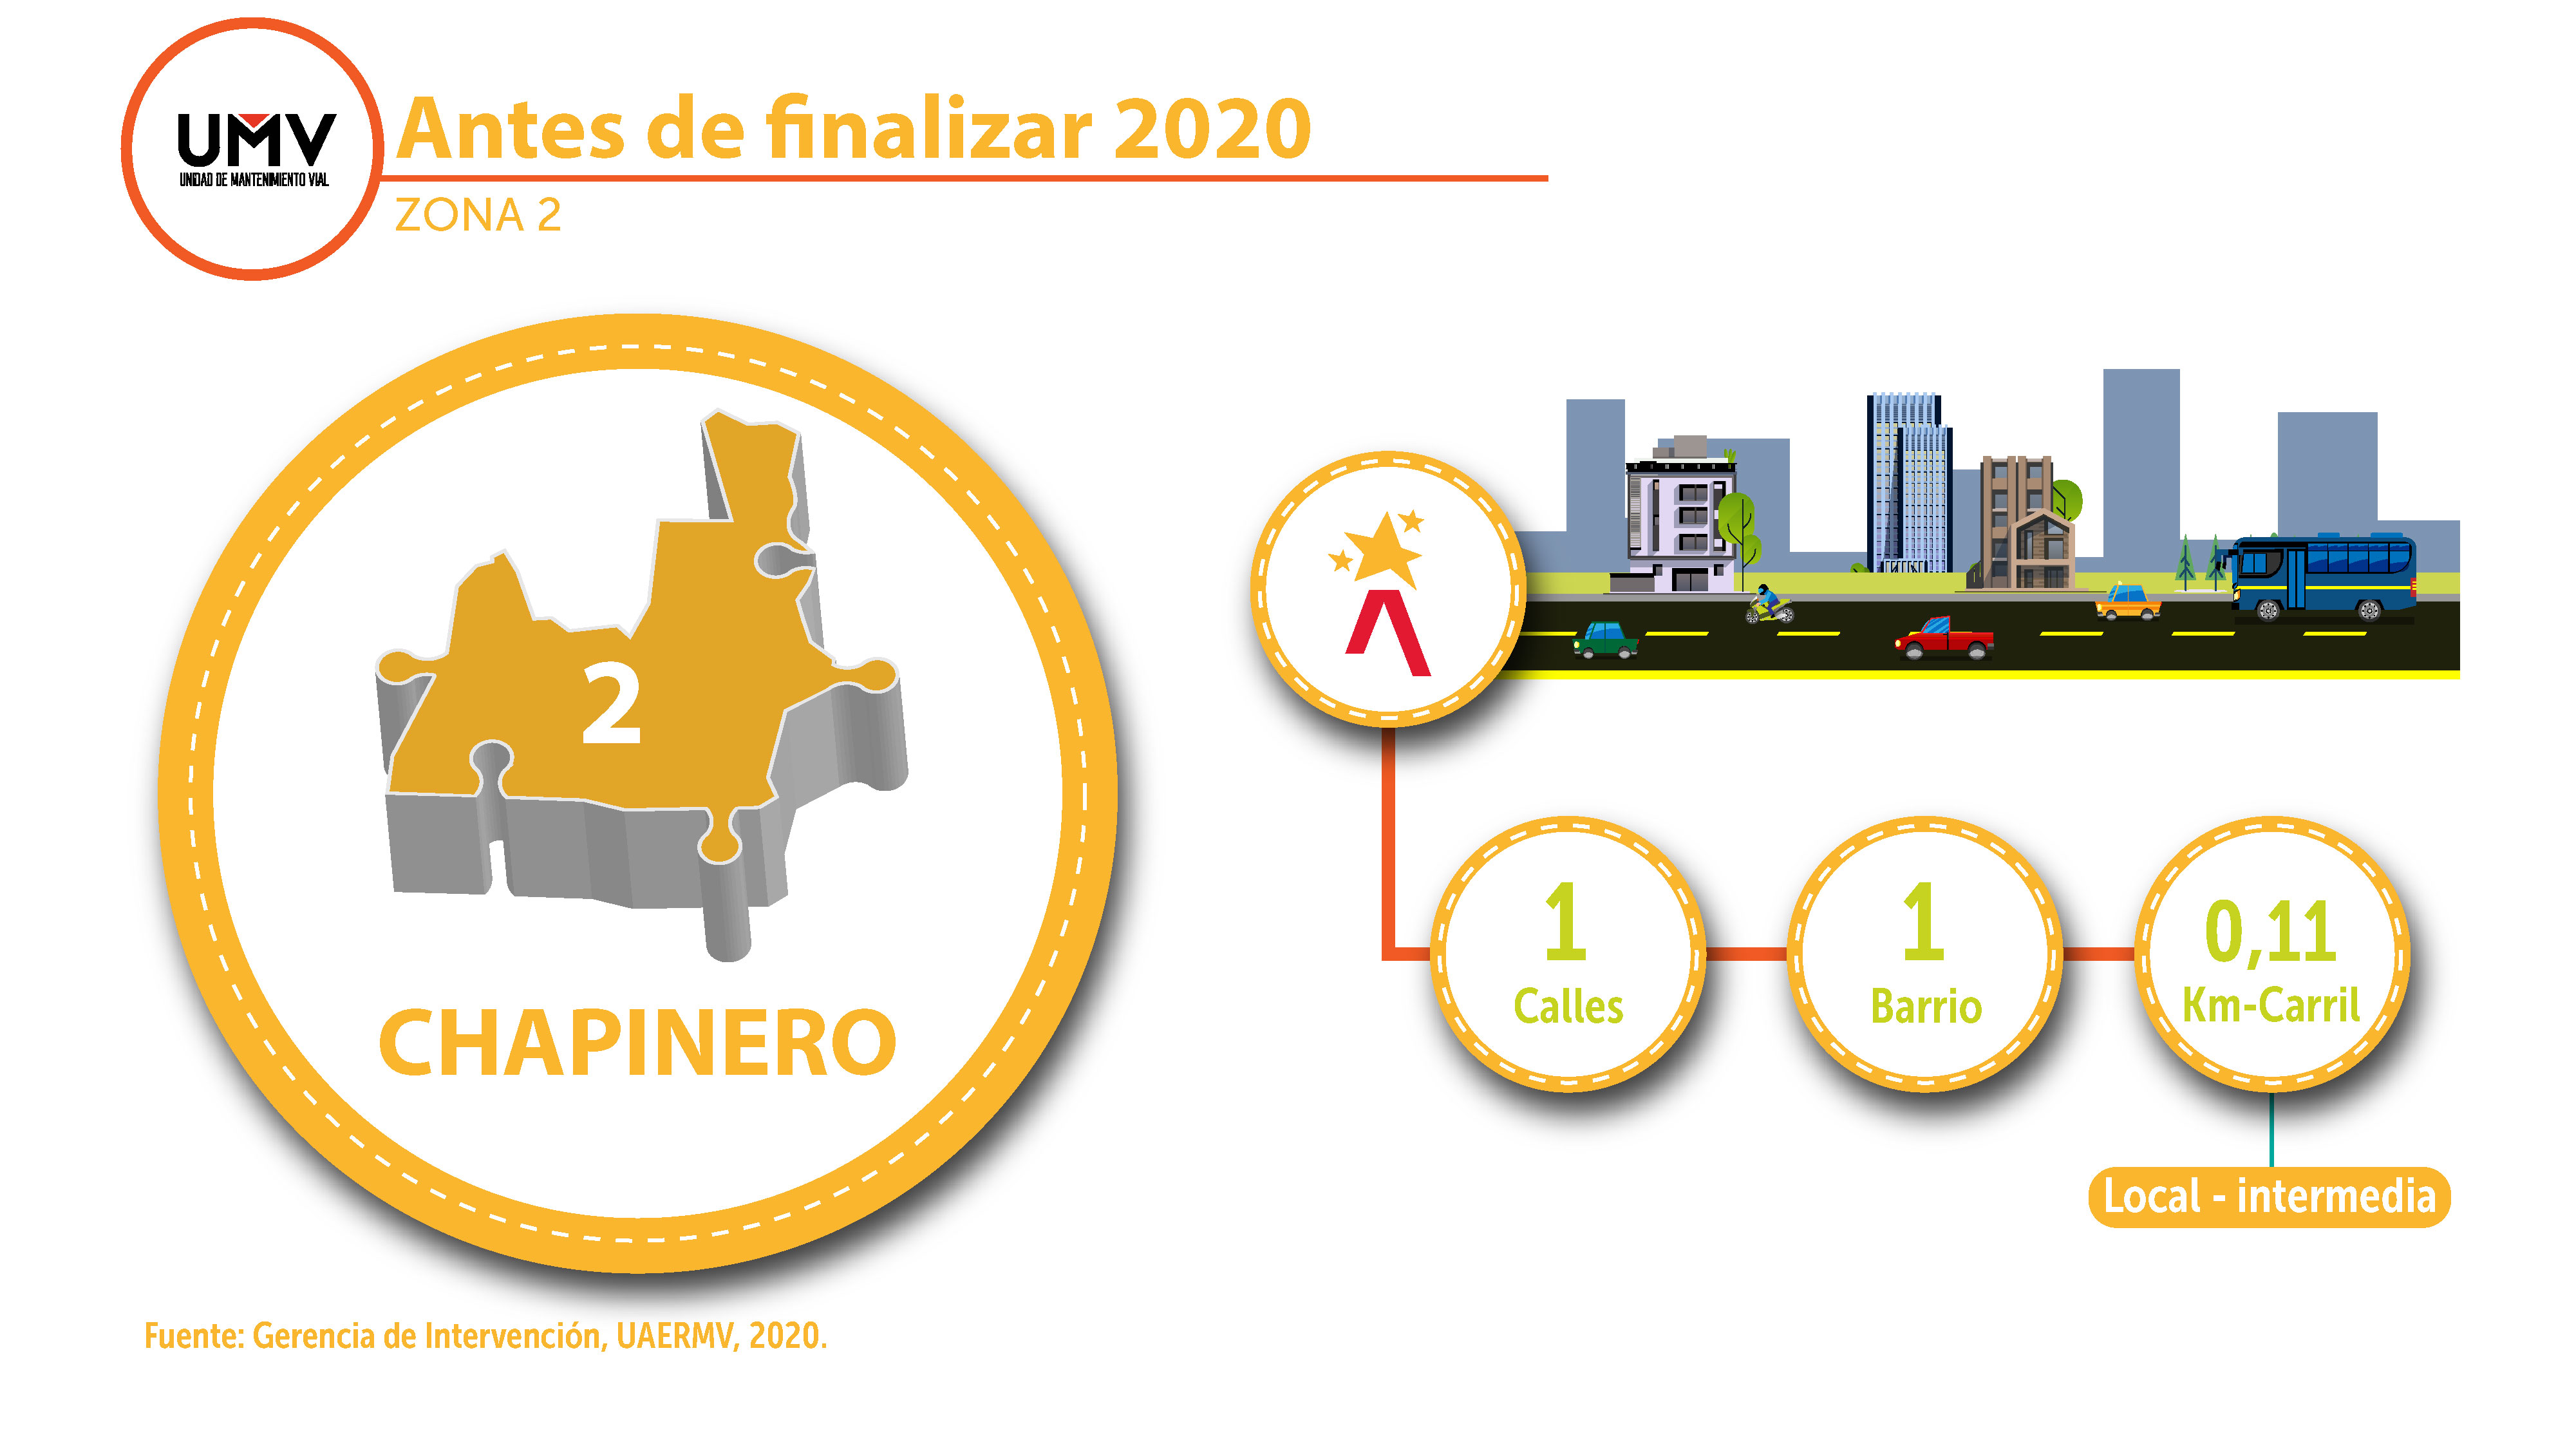 UMV
UNIDAD DE MANTENIMIENTO VIAL
Antes de finalizar 2020
ZONA 2
2
CHAPINERO
1
Calles
1
Barrio
0,11
Km-Carril
Local - intermedia
Fuente: Gerencia de Intervención, UAERMV, 2020.